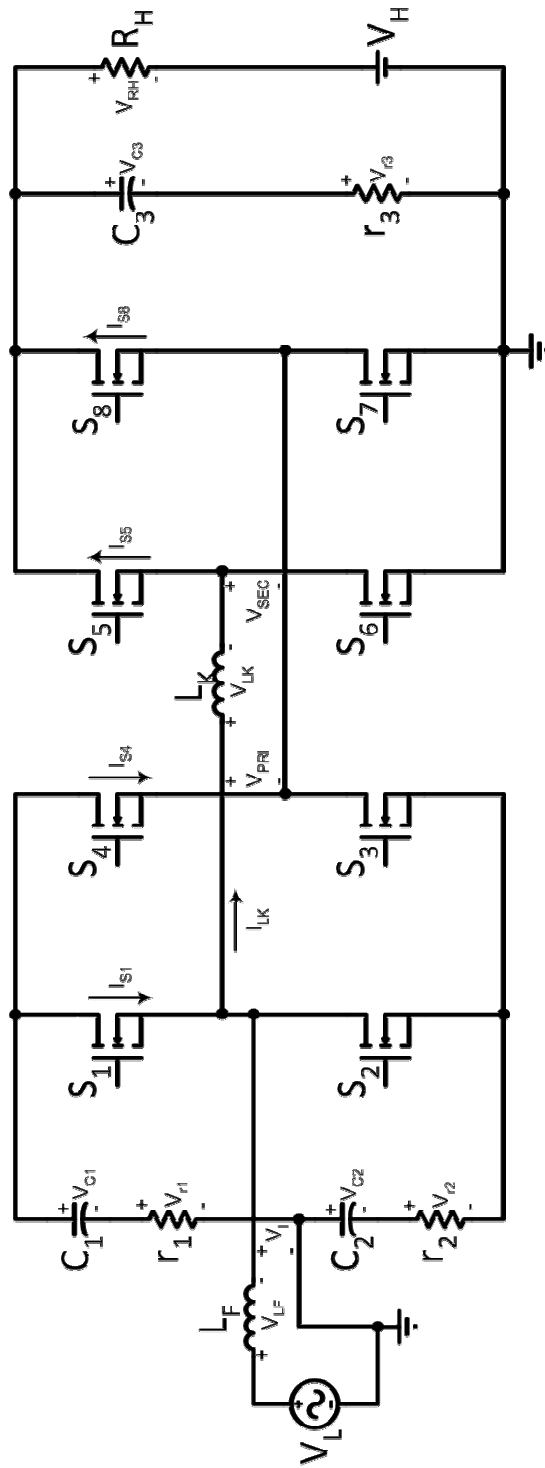 V_L
L_F
+ V_LF -
+ V_I -
C_1
+ V_C1 -
r_1
+ V_r1 -
C_2
+ V_C2 -
r_2
+ V_r2 -
S_1
I_S1
S_2
I_LK
S_4
I_S4
S_3
+ V_PRI -
L_K
+ V_LK -
+ V_SEC -
S_5
I_S5
S_6
S_8
I_S8
S_7
C_3
+ V_C3 -
r_3
+ V_r3 -
R_H
+ V_RH -
V_H